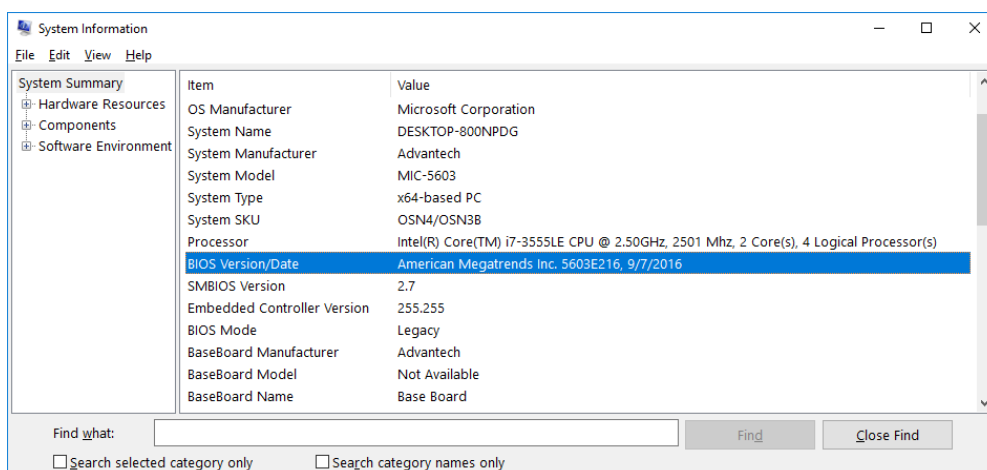 System Information
File Edit View Help
System Summary
Hardware Resources
Components
Software Environment
Item Value
OS Manufacturer Microsoft Corporation
System Name DESKTOP-800NPDG
System Manufacturer Advantech
System Model MIC-5603
System Type x64-based PC
System SKU OSN4/OSN3B
Processor Intel(R) Core(TM) i7-3555LE CPU @ 2.50GHz, 2501 Mhz, 2 Core(s), 4 Logical Processor(s)
BIOS Version/Date American Megatrends Inc. 5603E216, 9/7/2016
SMBIOS Version 2.7
Embedded Controller Version 255.255
BIOS Mode Legacy
BaseBoard Manufacturer Advantech
BaseBoard Model Not Available
BaseBoard Name Base Board
Find what: Find Close Find
Search selected category only Search category names only